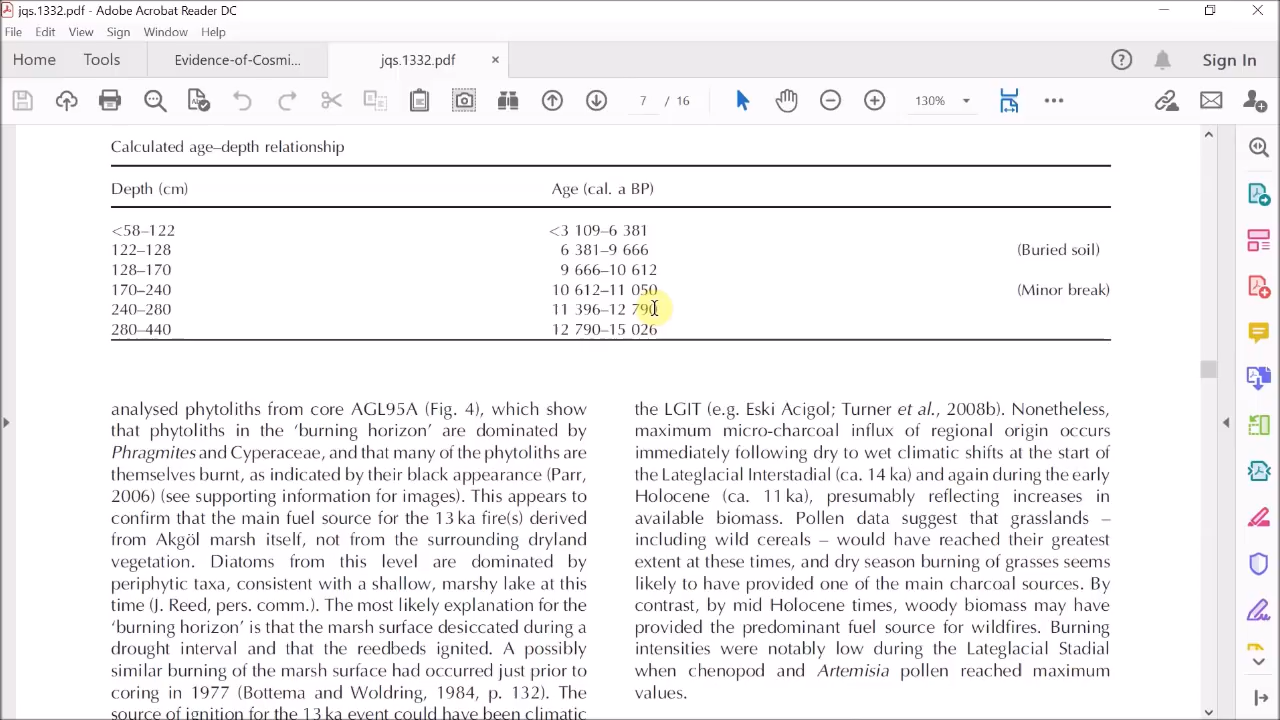 jqs.1332.pdf - Adobe Acrobat Reader DC
File Edit View Sign Window Help
Home Tools Evidence-of-Cosmi... jqs.1332.pdf × Sign In
7 / 16 130%
Calculated age–depth relationship
Depth (cm) Age (cal. a BP)
<58–122 <3 109–6 381
122–128 6 381–9 666 (Buried soil)
128–170 9 666–10 612
170–240 10 612–11 050 (Minor break)
240–280 11 396–12 790
280–440 12 790–15 026
analysed phytoliths from core AGL95A (Fig. 4), which show
that phytoliths in the ‘burning horizon’ are dominated by
Phragmites and Cyperaceae, and that many of the phytoliths are
themselves burnt, as indicated by their black appearance (Parr,
2006) (see supporting information for images). This appears to
confirm that the main fuel source for the 13 ka fire(s) derived
from Akgöl marsh itself, not from the surrounding dryland
vegetation. Diatoms from this level are dominated by
periphytic taxa, consistent with a shallow, marshy lake at this
time (J. Reed, pers. comm.). The most likely explanation for the
‘burning horizon’ is that the marsh surface desiccated during a
drought interval and that the reedbeds ignited. A possibly
similar burning of the marsh surface had occurred just prior to
coring in 1977 (Bottema and Woldring, 1984, p. 132). The
source of ignition for the 13 ka event could have been climatic
the LGIT (e.g. Eski Acigol; Turner et al., 2008b). Nonetheless,
maximum micro-charcoal influx of regional origin occurs
immediately following dry to wet climatic shifts at the start of
the Lateglacial Interstadial (ca. 14 ka) and again during the early
Holocene (ca. 11 ka), presumably reflecting increases in
available biomass. Pollen data suggest that grasslands –
including wild cereals – would have reached their greatest
extent at these times, and dry season burning of grasses seems
likely to have provided one of the main charcoal sources. By
contrast, by mid Holocene times, woody biomass may have
provided the predominant fuel source for wildfires. Burning
intensities were notably low during the Lateglacial Stadial
when chenopod and Artemisia pollen reached maximum
values.